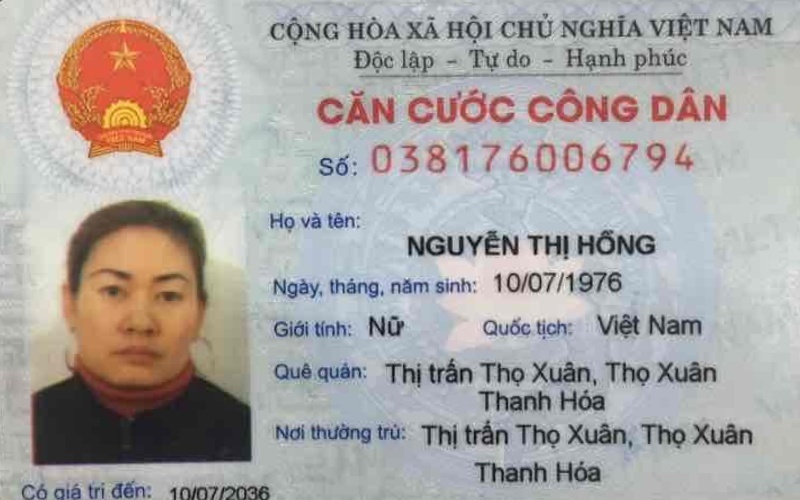 CỘNG HÒA XÃ HỘI CHỦ NGHĨA VIỆT NAM
Độc lập - Tự do - Hạnh phúc
CĂN CƯỚC CÔNG DÂN
Số: 038176006794
Họ và tên:
NGUYỄN THỊ HỒNG
Ngày, tháng, năm sinh: 10/07/1976
Giới tính: Nữ Quốc tịch: Việt Nam
Quê quán: Thị trấn Thọ Xuân, Thọ Xuân
Thanh Hóa
Nơi thường trú: Thị trấn Thọ Xuân, Thọ Xuân
Thanh Hóa
Có giá trị đến: 10/07/2036